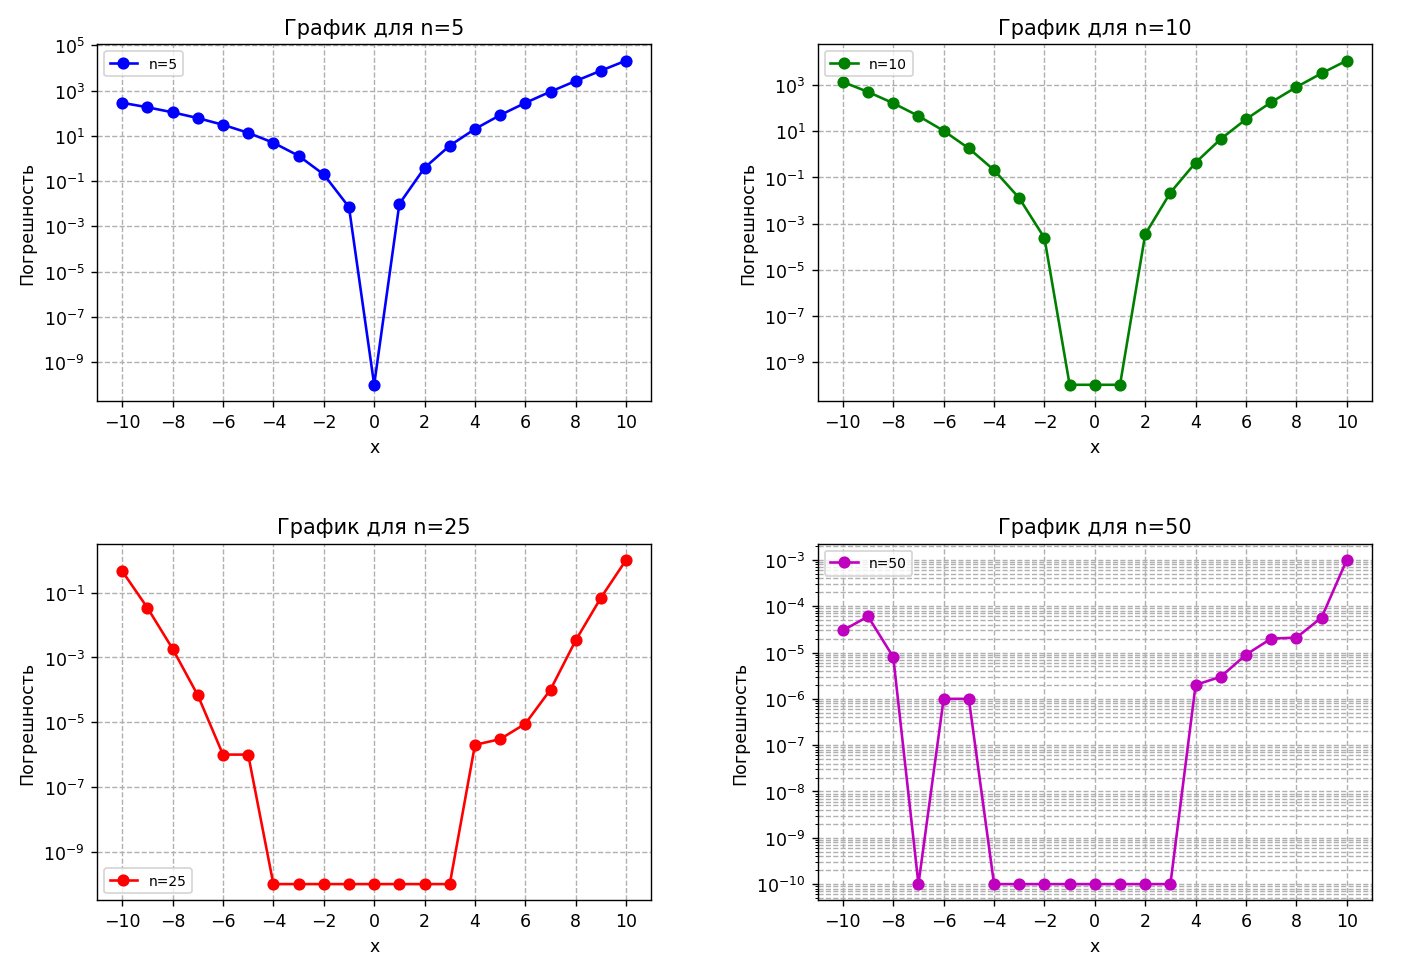 График для n=5
n=5
Погрешность
10^5
10^3
10^1
10^−1
10^−3
10^−5
10^−7
10^−9
−10 −8 −6 −4 −2 0 2 4 6 8 10
x
График для n=10
n=10
Погрешность
10^3
10^1
10^−1
10^−3
10^−5
10^−7
10^−9
−10 −8 −6 −4 −2 0 2 4 6 8 10
x
График для n=25
Погрешность
10^−1
10^−3
10^−5
10^−7
10^−9
n=25
−10 −8 −6 −4 −2 0 2 4 6 8 10
x
График для n=50
n=50
Погрешность
10^−3
10^−4
10^−5
10^−6
10^−7
10^−8
10^−9
10^−10
−10 −8 −6 −4 −2 0 2 4 6 8 10
x